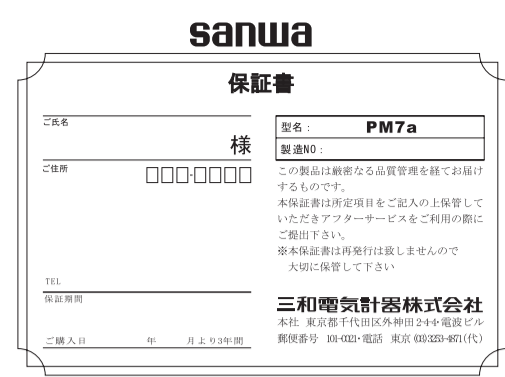 sanwa
保証書
ご氏名
様
ご住所
TEL
保証期間
ご購入日 年 月より3年間
型名： PM7a
製造NO：
この製品は厳密なる品質管理を経てお届け
するものです。
本保証書は所定項目をご記入の上保管して
いただきアフターサービスをご利用の際に
ご提出下さい。
※本保証書は再発行は致しませんので
大切に保管して下さい
三和電気計器株式会社
本社 東京都千代田区外神田2-4-4・電波ビル
郵便番号 101-0021・電話 東京(03)3253-4871(代)